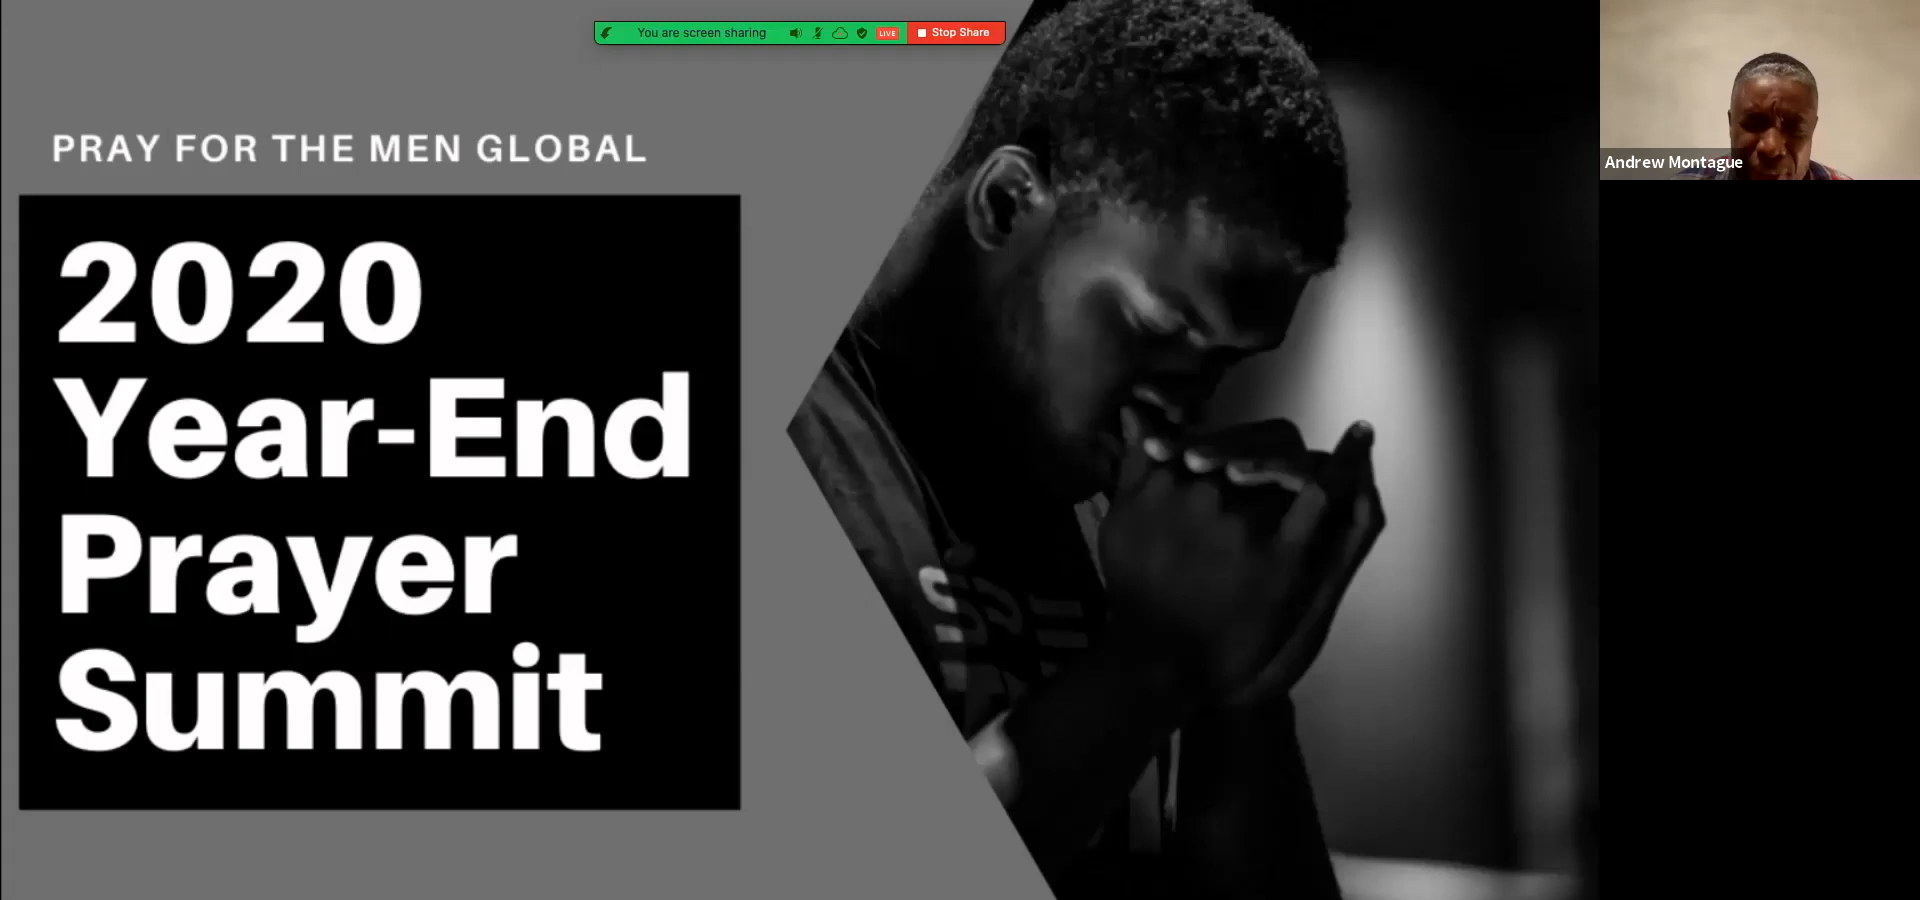 You are screen sharing LIVE Stop Share
PRAY FOR THE MEN GLOBAL
2020
Year-End
Prayer
Summit
Andrew Montague